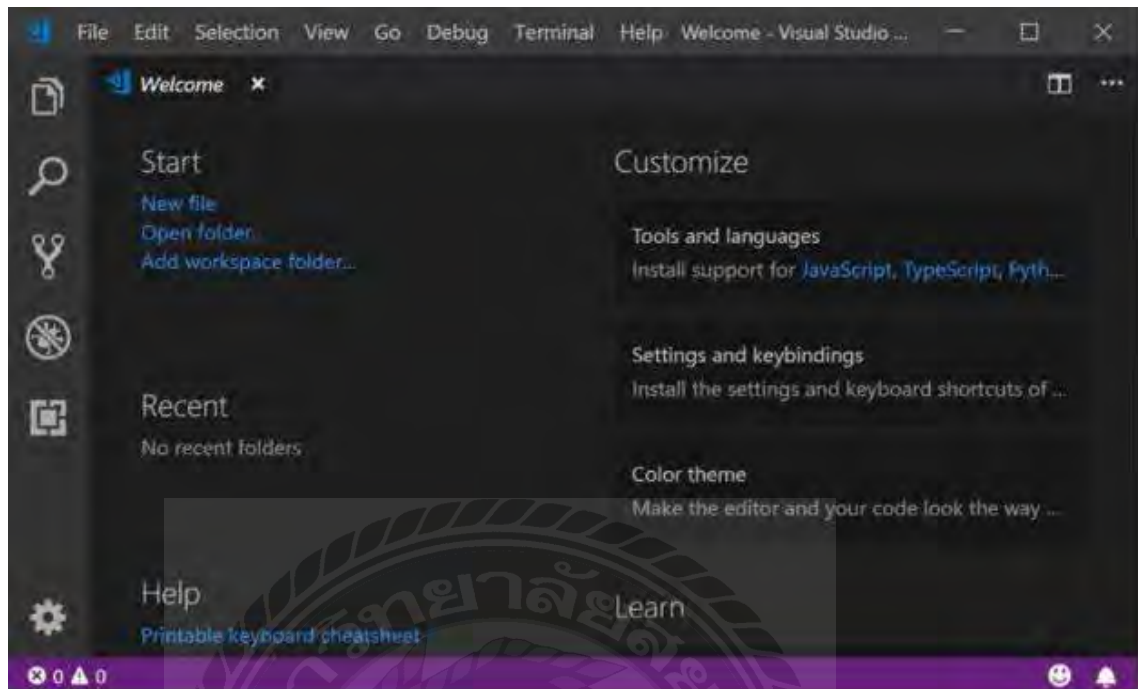 File Edit Selection View Go Debug Terminal Help Welcome - Visual Studio ...
Welcome
Start
New file
Open folder...
Add workspace folder...
Recent
No recent folders
Help
Printable keyboard cheatsheet
Customize
Tools and languages
Install support for JavaScript, TypeScript, Pyth...
Settings and keybindings
Install the settings and keyboard shortcuts of ...
Color theme
Make the editor and your code look the way ...
Learn
0 0